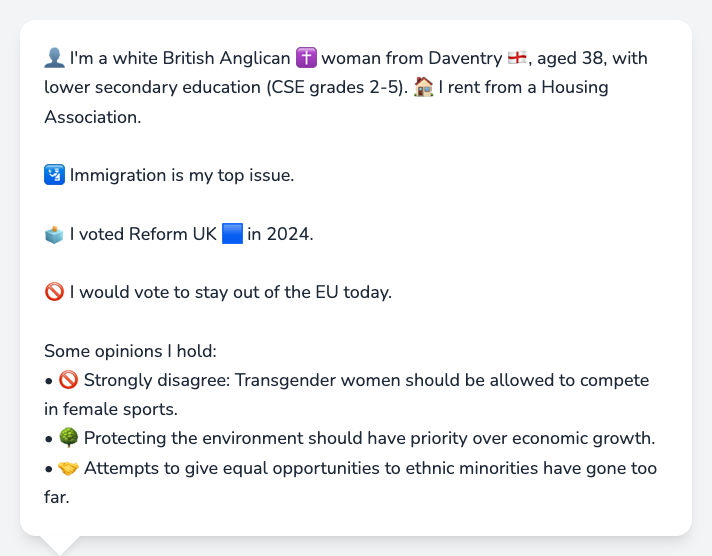 👤 I'm a white British Anglican ✝️ woman from Daventry 🏴󠁧󠁢󠁥󠁮󠁧󠁿, aged 38, with
lower secondary education (CSE grades 2-5). 🏠 I rent from a Housing
Association.
🛂 Immigration is my top issue.
🗳️ I voted Reform UK 🟦 in 2024.
🚫 I would vote to stay out of the EU today.
Some opinions I hold:
• 🚫 Strongly disagree: Transgender women should be allowed to compete
in female sports.
• 🌳 Protecting the environment should have priority over economic growth.
• 🤝 Attempts to give equal opportunities to ethnic minorities have gone too
far.